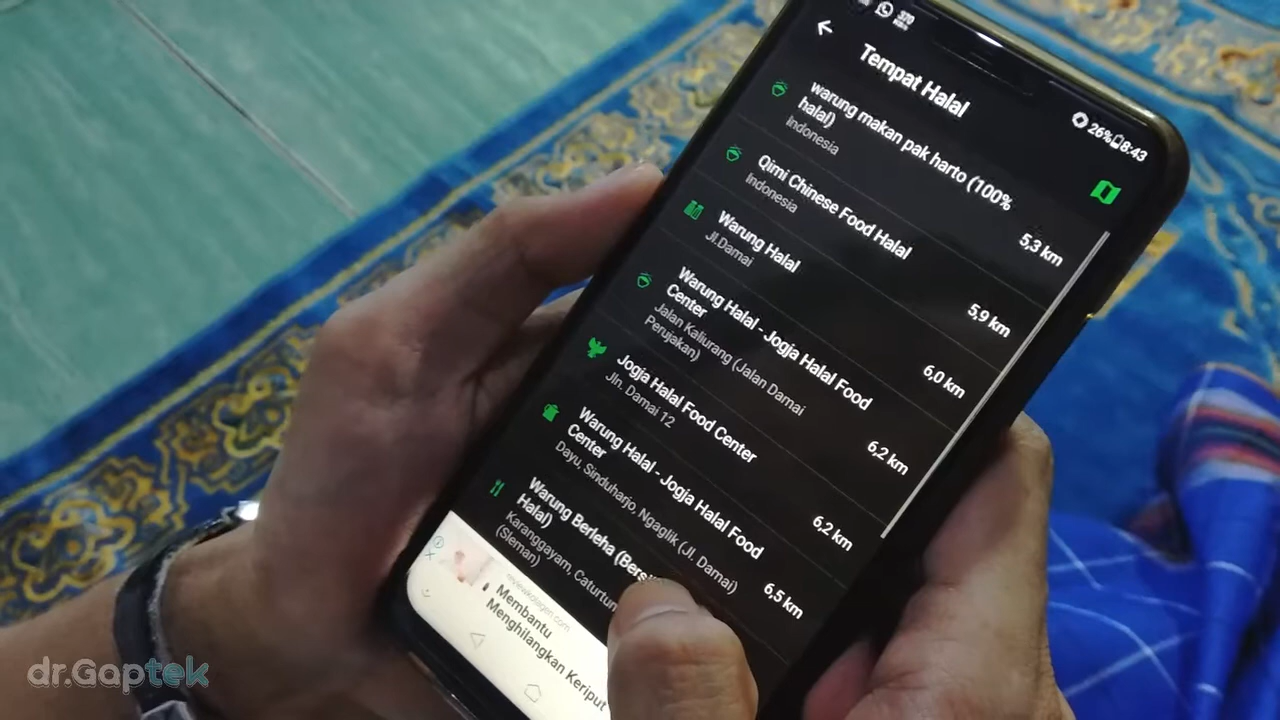 370
KB/s
26%
8:43
Tempat Halal
warung makan pak harto (100%
halal)
Indonesia
5,3 km
Qimi Chinese Food Halal
Indonesia
5,9 km
Warung Halal
Jl.Damai
6,0 km
Warung Halal - Jogja Halal Food
Center
Jalan Kaliurang (Jalan Damai
Perujakan)
6,2 km
Jogja Halal Food Center
Jln. Damai 12
6,2 km
Warung Halal - Jogja Halal Food
Center
Dayu, Sinduharjo, Ngaglik (Jl. Damai)
6,5 km
Warung Berleha
Halal)
Karanggayam,
(Sleman)
Membantu
Menghilangkan Keriput
dr.Gaptek